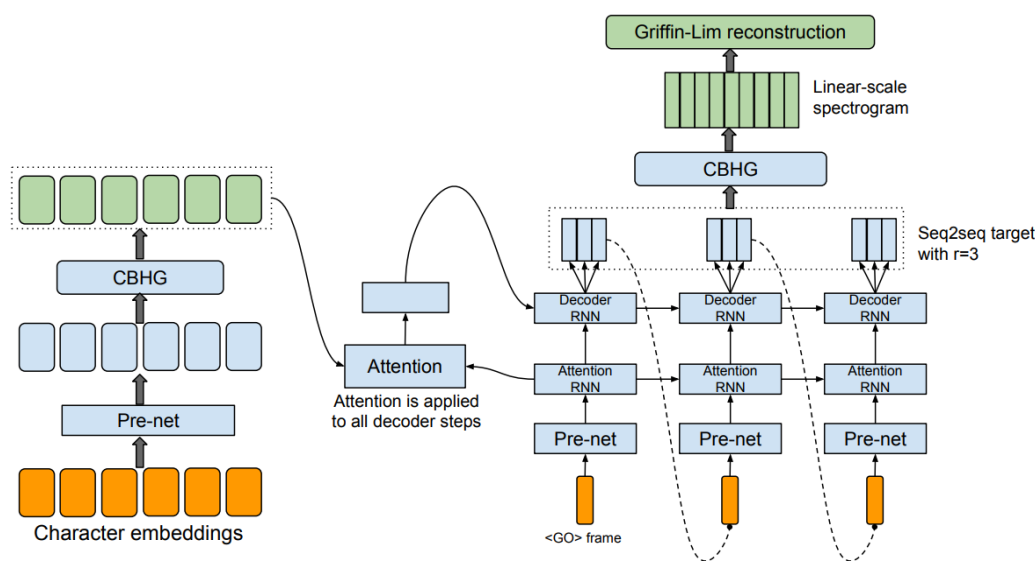 Griffin-Lim reconstruction
Linear-scale
spectrogram
CBHG
Seq2seq target
with r=3
CBHG
Decoder
RNN
Decoder
RNN
Decoder
RNN
Attention
Attention
RNN
Attention
RNN
Attention
RNN
Attention is applied
to all decoder steps
Pre-net
Pre-net
Pre-net
Pre-net
Character embeddings
<GO> frame